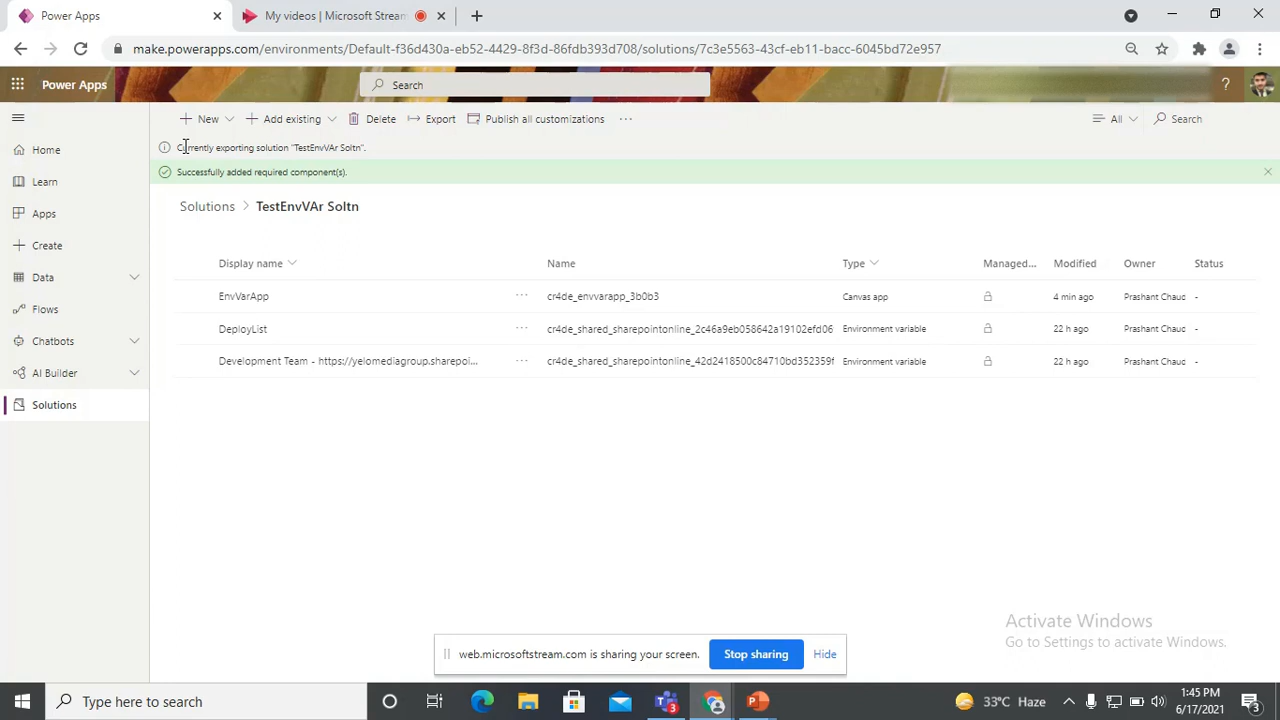 Power Apps
My videos | Microsoft Stream
make.powerapps.com/environments/Default-f36d430a-eb52-4429-8f3d-86fdb393d708/solutions/7c3e5563-43cf-eb11-bacc-6045bd72e957
Power Apps
Search
?
New
Add existing
Delete
Export
Publish all customizations
All
Search
Currently exporting solution "TestEnvVAr Soltn".
Successfully added required component(s).
Home
Learn
Apps
Create
Data
Flows
Chatbots
AI Builder
Solutions
Solutions > TestEnvVAr Soltn
Display name Name Type Managed... Modified Owner Status
EnvVarApp ... cr4de_envvarapp_3b0b3 Canvas app 4 min ago Prashant Chaud -
DeployList ... cr4de_shared_sharepointonline_2c46a9eb058642a19102efd06 Environment variable 22 h ago Prashant Chaud -
Development Team - https://yelomediagroup.sharepoi... ... cr4de_shared_sharepointonline_42d2418500c84710bd352359f Environment variable 22 h ago Prashant Chaud -
Activate Windows
Go to Settings to activate Windows.
web.microsoftstream.com is sharing your screen.
Stop sharing
Hide
Type here to search
3
33°C Haze
1:45 PM
6/17/2021
3